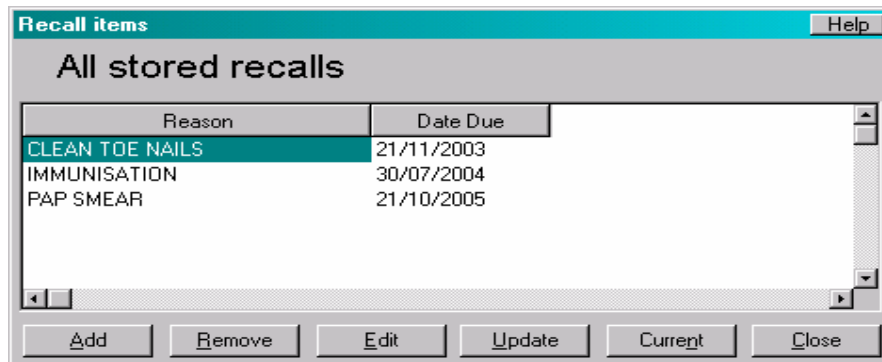 Recall items Help
All stored recalls
Reason Date Due
CLEAN TOE NAILS 21/11/2003
IMMUNISATION 30/07/2004
PAP SMEAR 21/10/2005
Add Remove Edit Update Current Close